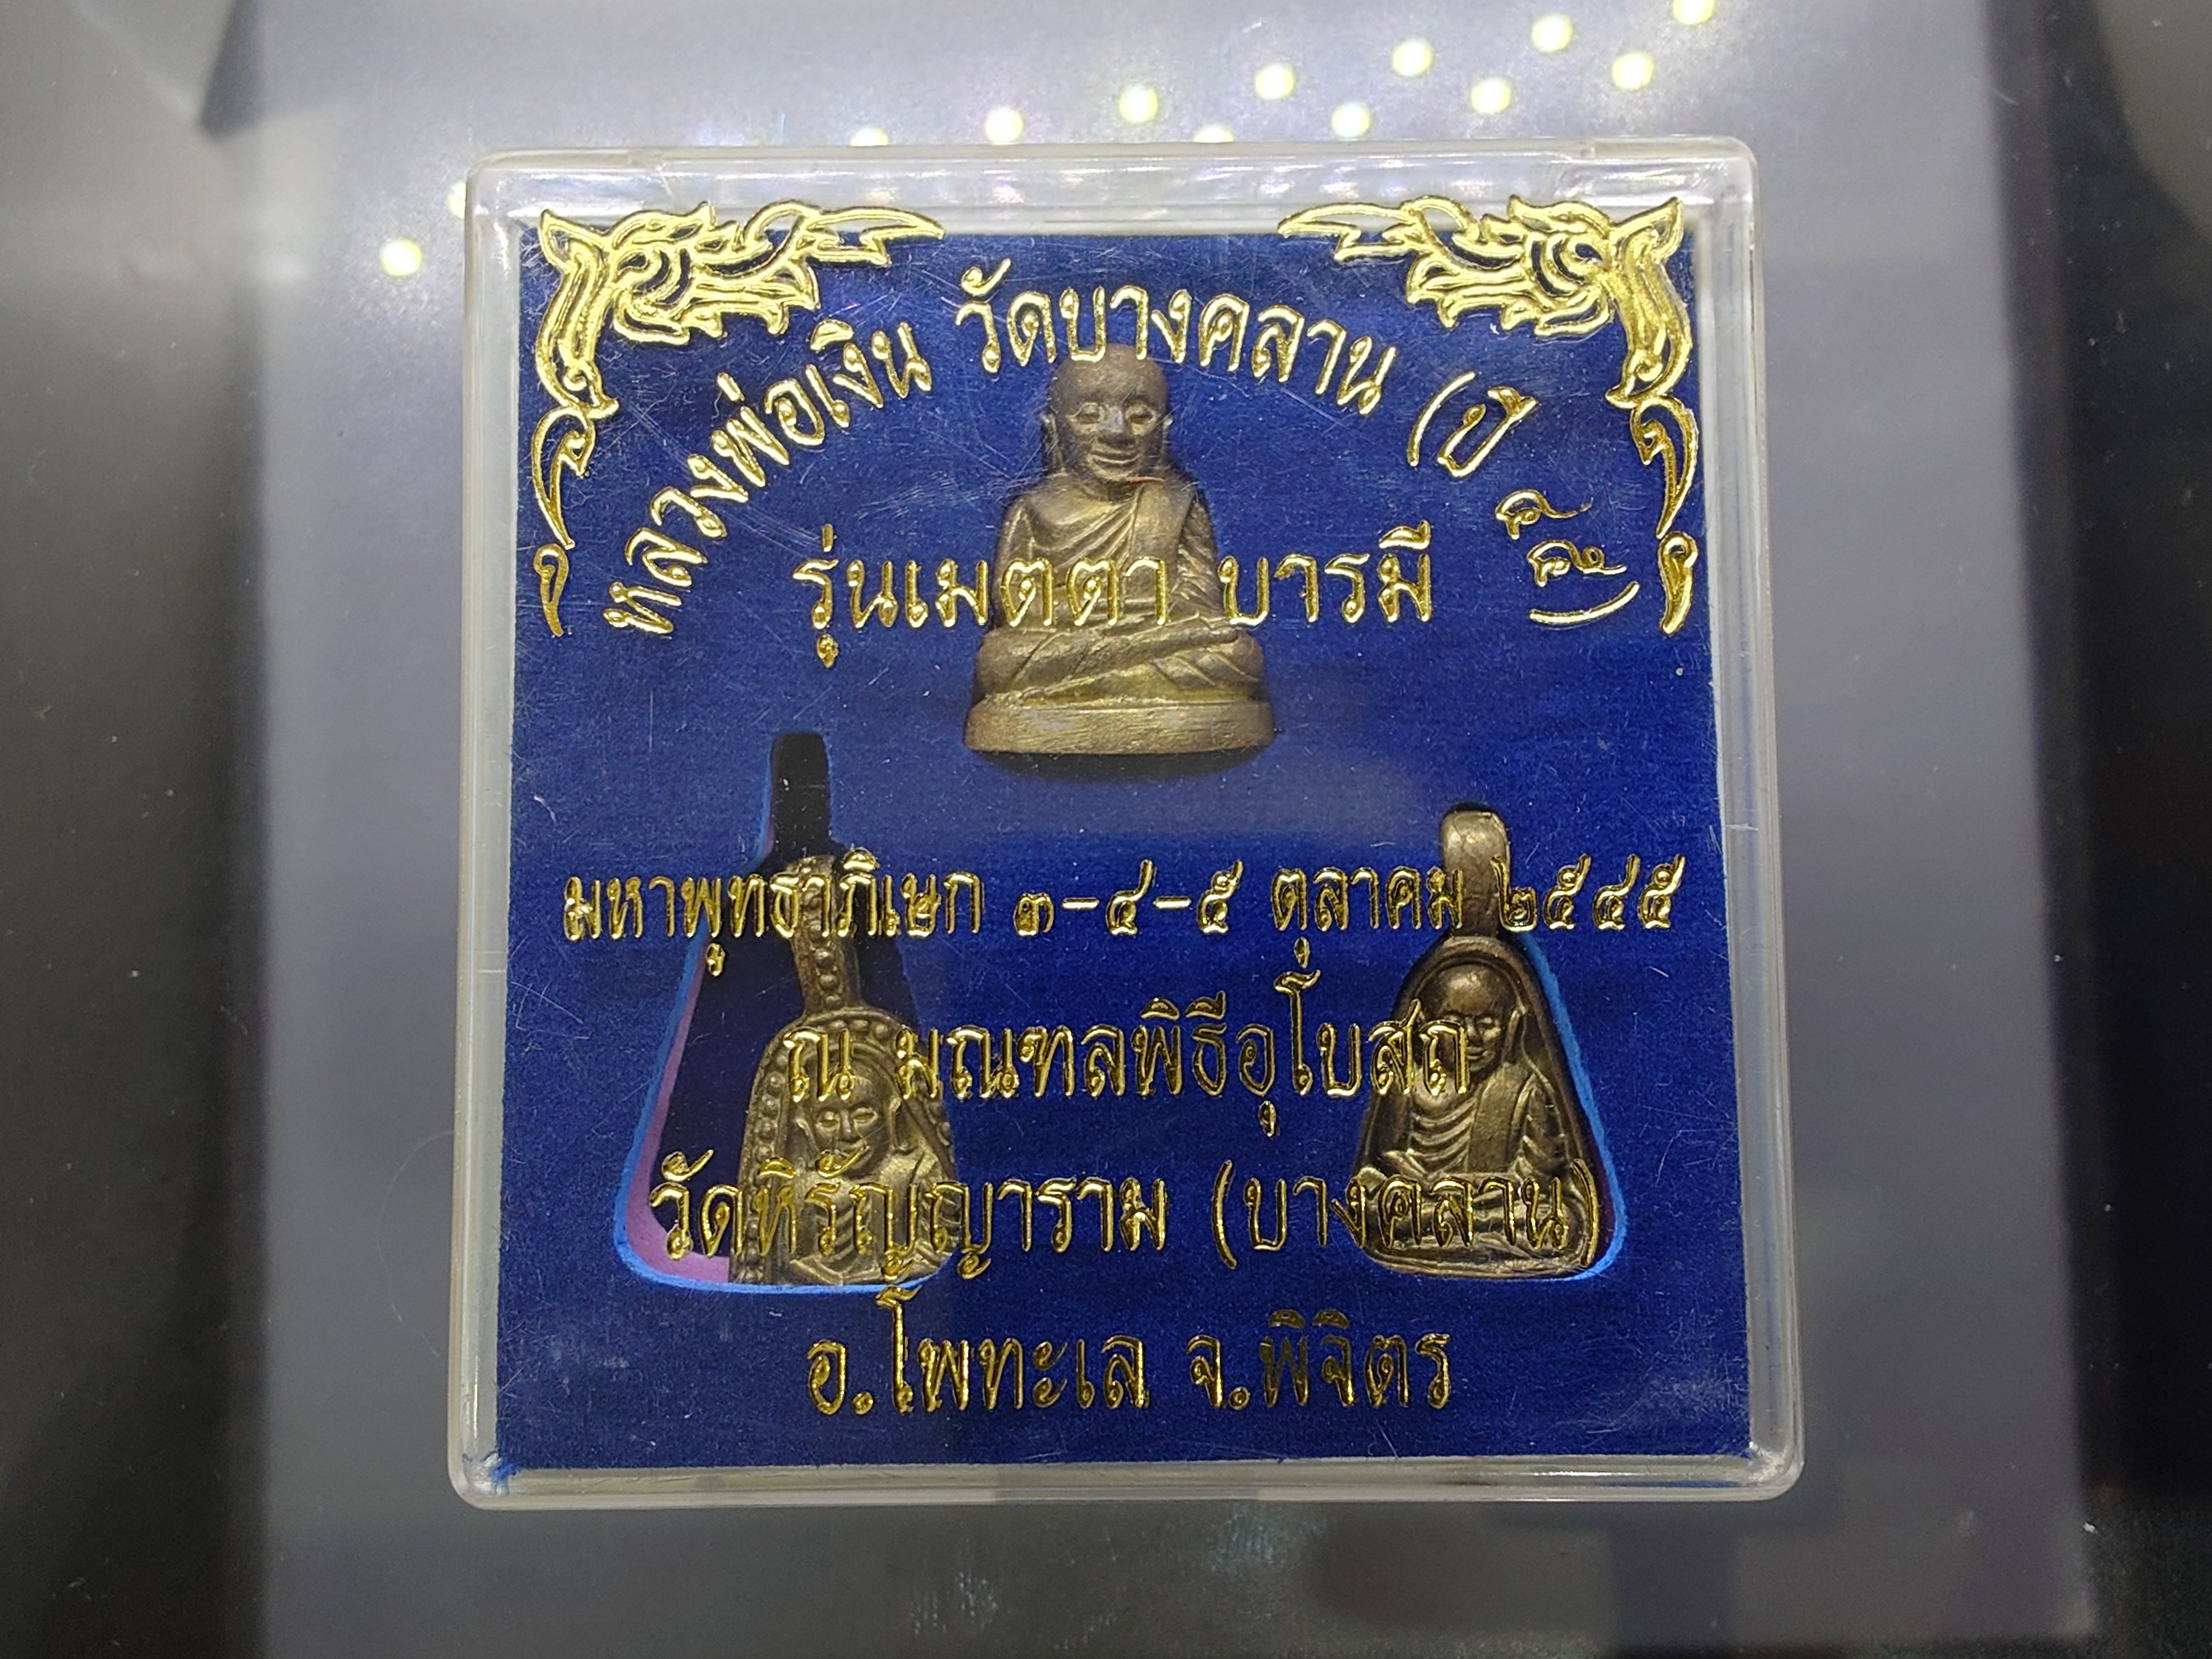 หลวงพ่อเงิน วัดบางคลาน (ปี ๔๕)
รุ่นเมตตา บารมี
มหาพุทธาภิเษก ๓-๔-๕ ตุลาคม ๒๕๔๕
ณ มณฑลพิธีอุโบสถ
วัดหิรัญญาราม (บางคลาน)
อ.โพทะเล จ.พิจิตร